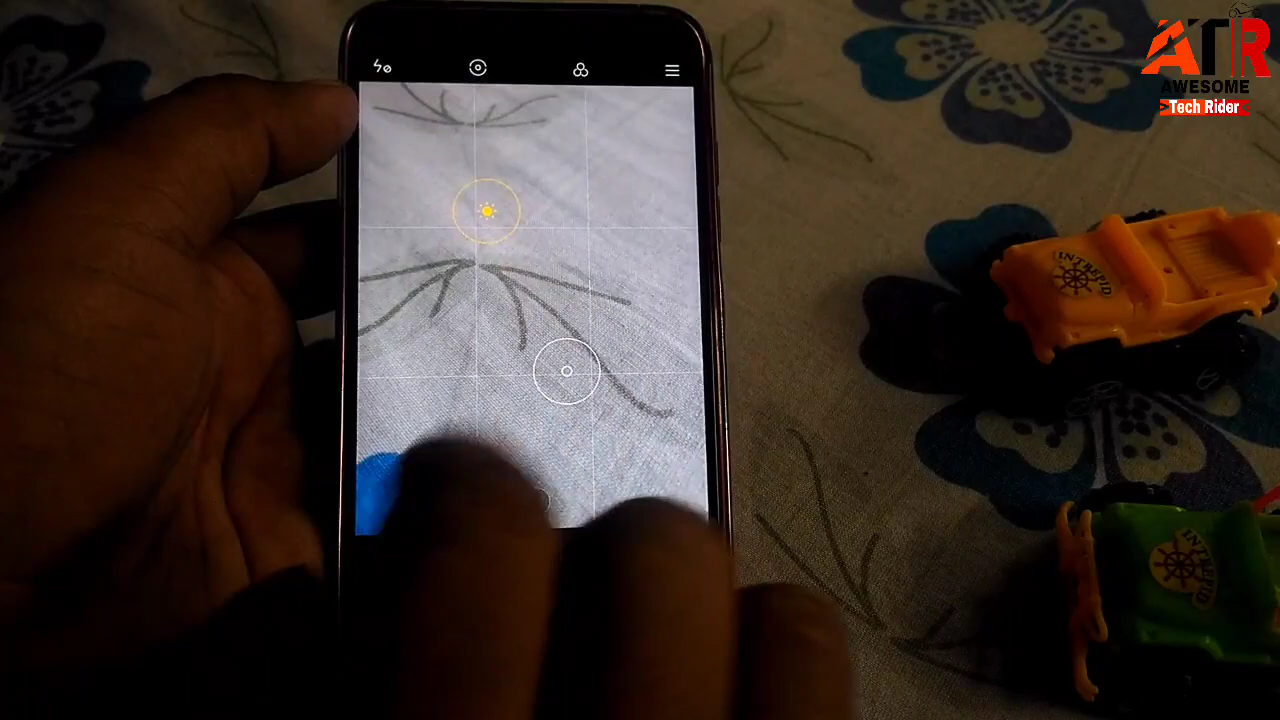 ATR
AWESOME
>Tech Rider<
INTREPID
INTREPID